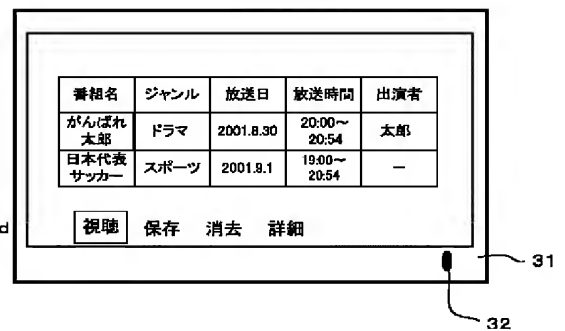 番組名 ジャンル 放送日 放送時間 出演者
がんばれ太郎 ドラマ 2001.8.30 20:00～20:54 太郎
日本代表サッカー スポーツ 2001.9.1 19:00～20:54 －
d 視聴 保存 消去 詳細
31
32